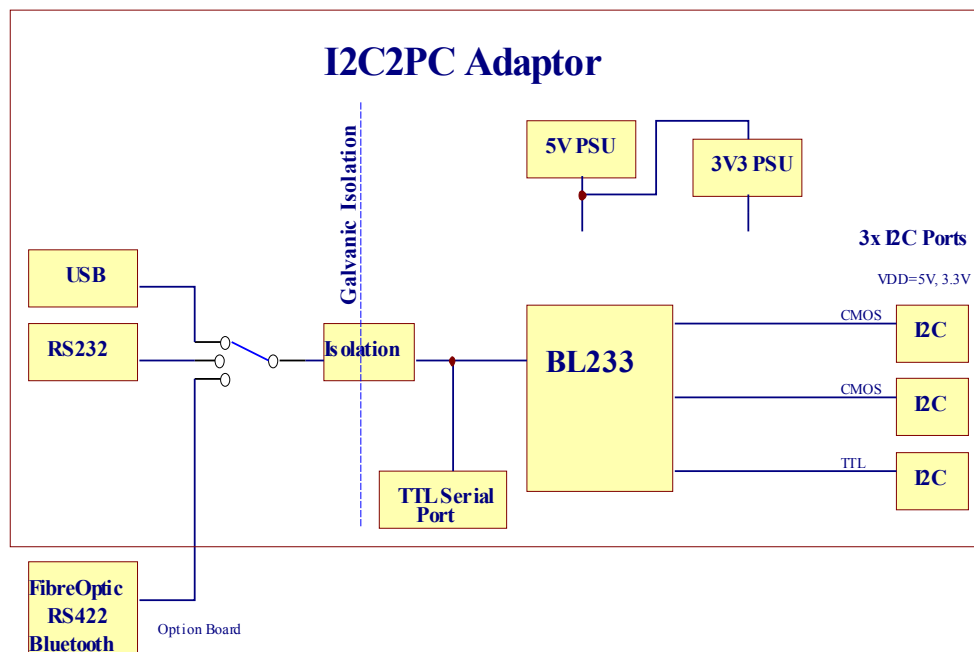 I2C2PC Adaptor
Galvanic Isolation
5V PSU
3V3 PSU
3x I2C Ports
VDD=5V, 3.3V
USB
RS232
Isolation
BL233
CMOS
I2C
CMOS
I2C
TTL
I2C
TTL Serial
Port
FibreOptic
RS422
Bluetooth
Option Board